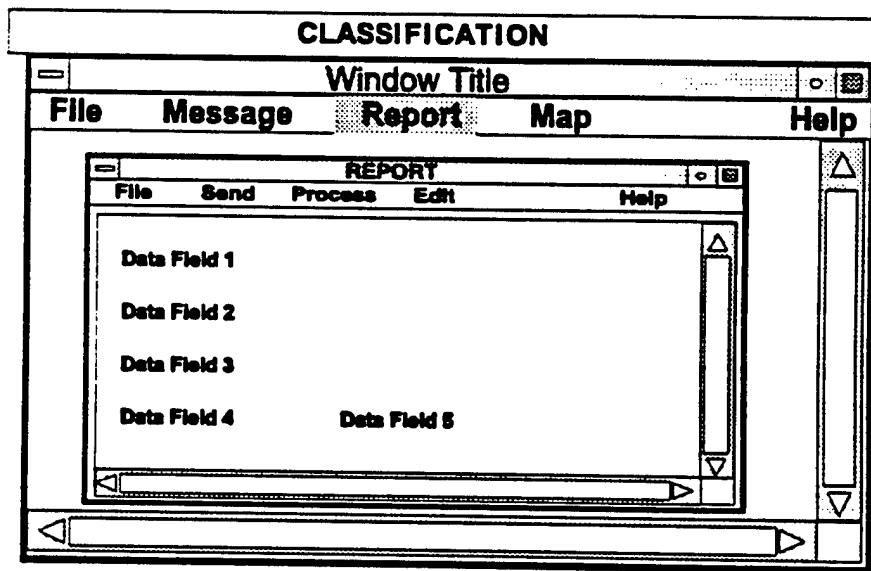 CLASSIFICATION
Window Title
File Message Report Map Help
REPORT
File Send Process Edit Help
Data Field 1
Data Field 2
Data Field 3
Data Field 4 Data Field 5